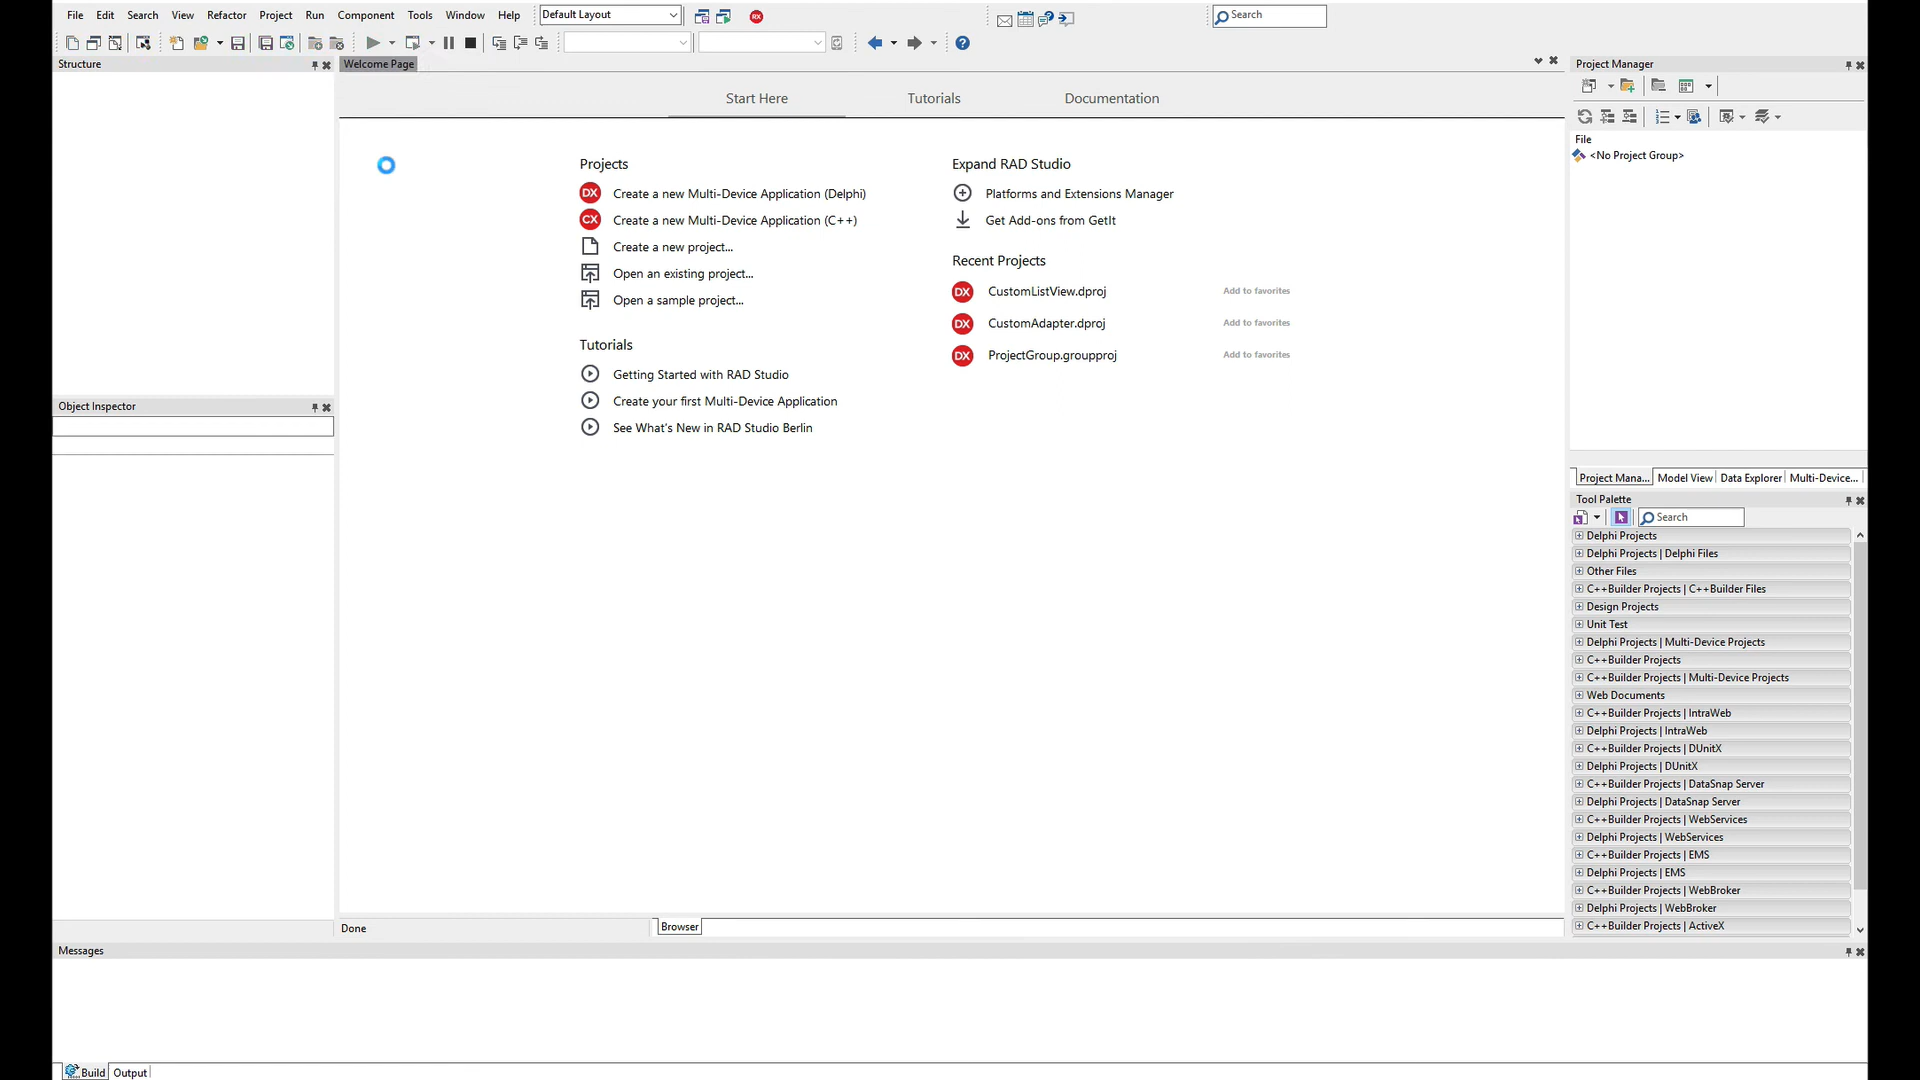 File Edit Search View Refactor Project Run Component Tools Window Help Default Layout Search
Structure
Welcome Page
Start Here Tutorials Documentation
Projects
DX Create a new Multi-Device Application (Delphi)
CX Create a new Multi-Device Application (C++)
Create a new project...
Open an existing project...
Open a sample project...
Tutorials
Getting Started with RAD Studio
Create your first Multi-Device Application
See What's New in RAD Studio Berlin
Expand RAD Studio
Platforms and Extensions Manager
Get Add-ons from GetIt
Recent Projects
DX CustomListView.dproj Add to favorites
DX CustomAdapter.dproj Add to favorites
DX ProjectGroup.groupproj Add to favorites
Object Inspector
Done
Browser
Project Manager
File
<No Project Group>
Project Mana... Model View Data Explorer Multi-Device...
Tool Palette
Search
Delphi Projects
Delphi Projects | Delphi Files
Other Files
C++Builder Projects | C++Builder Files
Design Projects
Unit Test
Delphi Projects | Multi-Device Projects
C++Builder Projects
C++Builder Projects | Multi-Device Projects
Web Documents
C++Builder Projects | IntraWeb
Delphi Projects | IntraWeb
C++Builder Projects | DUnitX
Delphi Projects | DUnitX
C++Builder Projects | DataSnap Server
Delphi Projects | DataSnap Server
C++Builder Projects | WebServices
Delphi Projects | WebServices
C++Builder Projects | EMS
Delphi Projects | EMS
C++Builder Projects | WebBroker
Delphi Projects | WebBroker
C++Builder Projects | ActiveX
Messages
Build Output